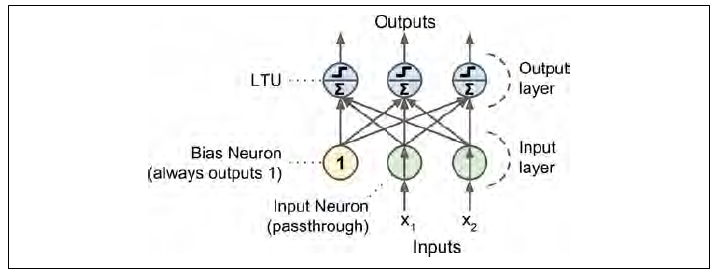 Outputs
LTU
Σ
Σ
Σ
Output
layer
Bias Neuron
(always outputs 1)
1
Input
layer
Input Neuron
(passthrough)
x1
x2
Inputs